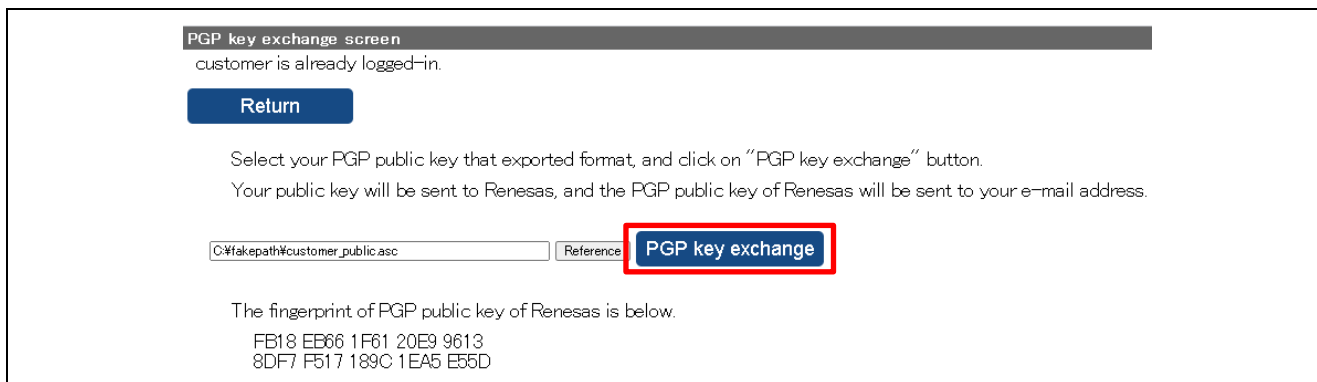 PGP key exchange screen
customer is already logged-in.
Return
Select your PGP public key that exported format, and click on "PGP key exchange" button.
Your public key will be sent to Renesas, and the PGP public key of Renesas will be sent to your e-mail address.
C:¥fakepath¥customer_public.asc Reference PGP key exchange
The fingerprint of PGP public key of Renesas is below.
FB18 EB66 1F61 20E9 9613
8DF7 F517 189C 1EA5 E55D